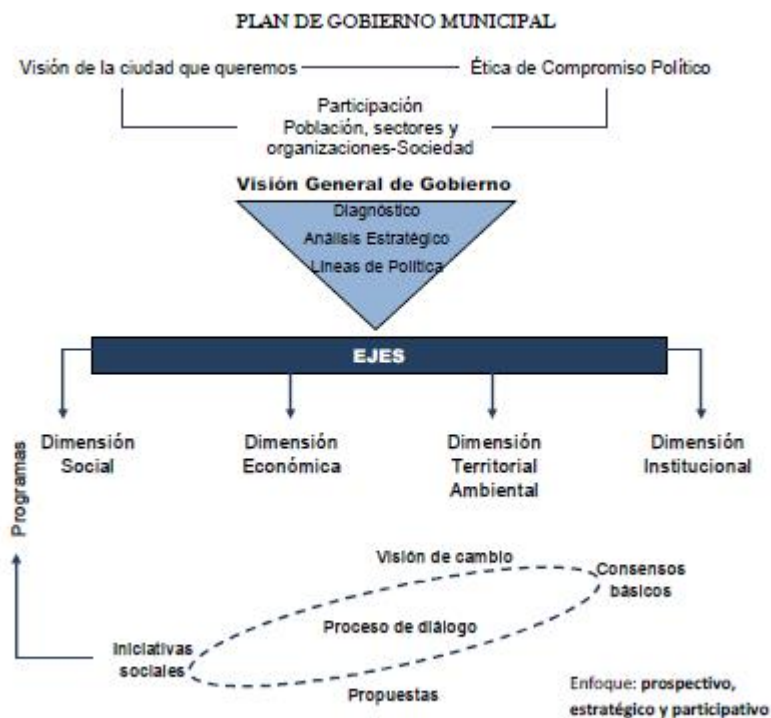 PLAN DE GOBIERNO MUNICIPAL
Visión de la ciudad que queremos
Ética de Compromiso Político
Participación
Población, sectores y
organizaciones-Sociedad
Visión General de Gobierno
Diagnóstico
Análisis Estratégico
Líneas de Política
EJES
Dimensión
Social
Dimensión
Económica
Dimensión
Territorial
Ambiental
Dimensión
Institucional
Programas
Visión de cambio
Consensos
básicos
Proceso de diálogo
Iniciativas
sociales
Propuestas
Enfoque: prospectivo,
estratégico y participativo